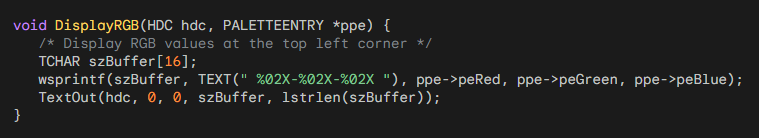 void DisplayRGB(HDC hdc, PALETTEENTRY *ppe) {
   /* Display RGB values at the top left corner */
   TCHAR szBuffer[16];
   wsprintf(szBuffer, TEXT(" %02X-%02X-%02X "), ppe->peRed, ppe->peGreen, ppe->peBlue);
   TextOut(hdc, 0, 0, szBuffer, lstrlen(szBuffer));
}